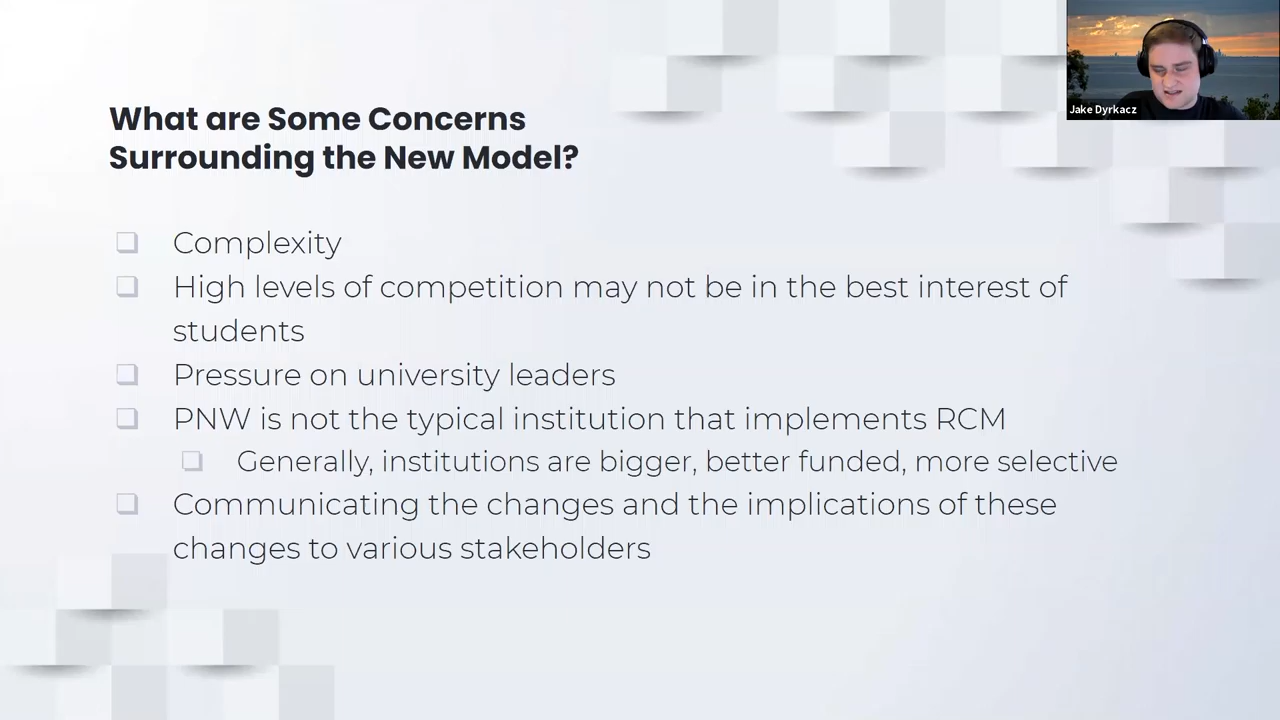 Jake Dyrkacz
What are Some Concerns
Surrounding the New Model?
Complexity
High levels of competition may not be in the best interest of
students
Pressure on university leaders
PNW is not the typical institution that implements RCM
Generally, institutions are bigger, better funded, more selective
Communicating the changes and the implications of these
changes to various stakeholders